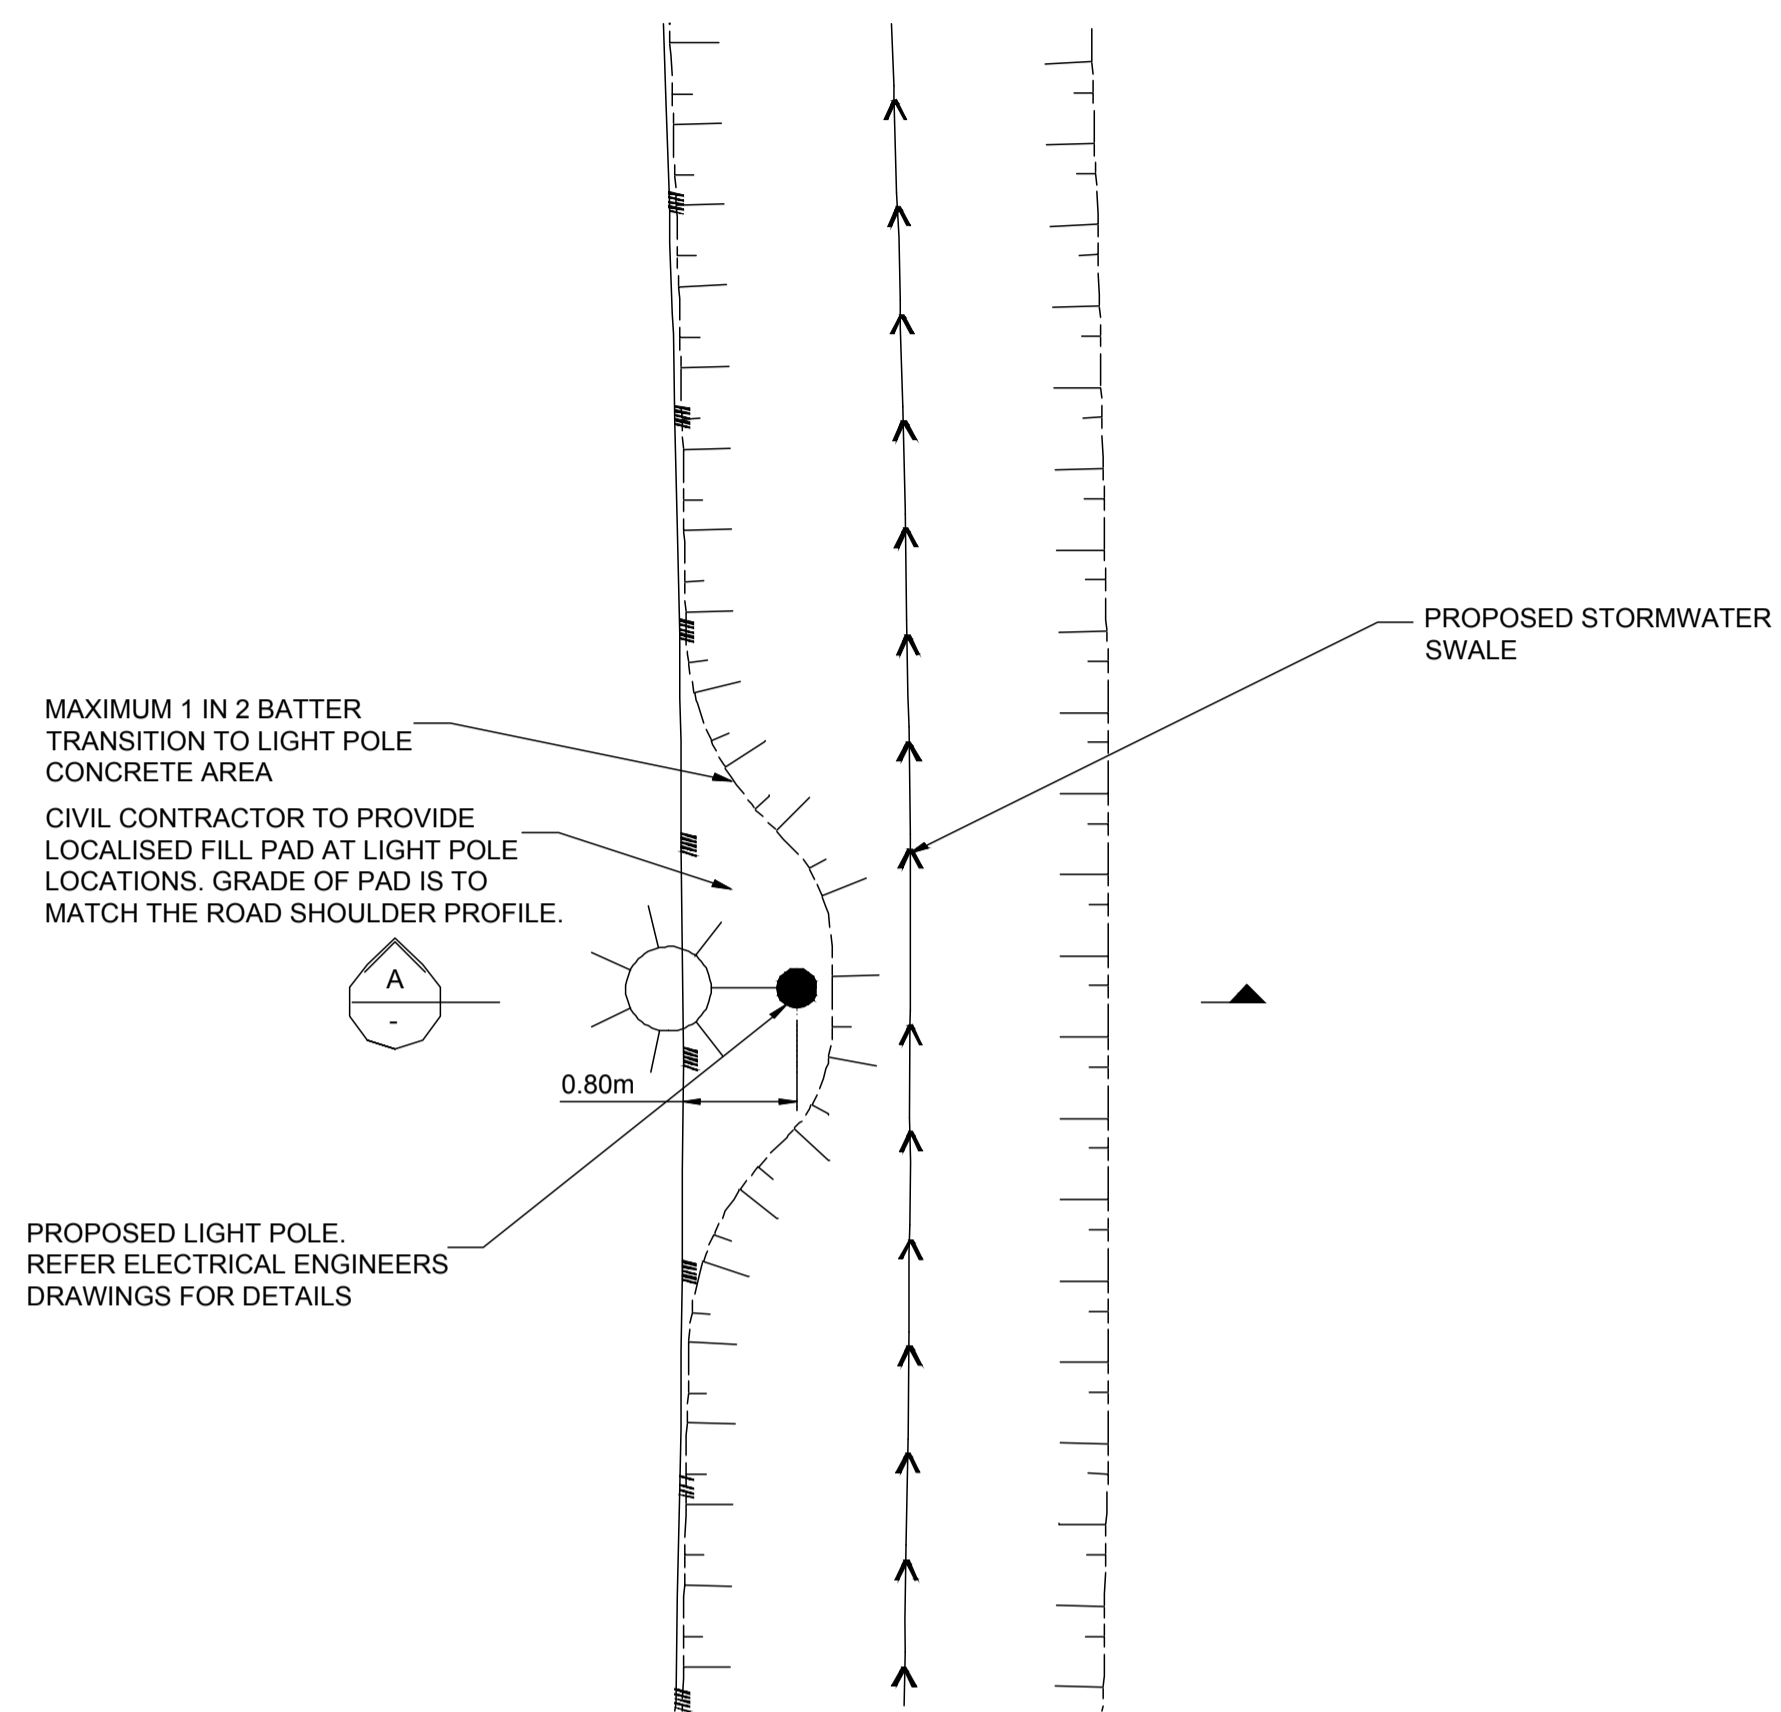 PROPOSED STORMWATER
SWALE
MAXIMUM 1 IN 2 BATTER
TRANSITION TO LIGHT POLE
CONCRETE AREA
CIVIL CONTRACTOR TO PROVIDE
LOCALISED FILL PAD AT LIGHT POLE
LOCATIONS. GRADE OF PAD IS TO
MATCH THE ROAD SHOULDER PROFILE.
A
-
0.80m
PROPOSED LIGHT POLE.
REFER ELECTRICAL ENGINEERS
DRAWINGS FOR DETAILS